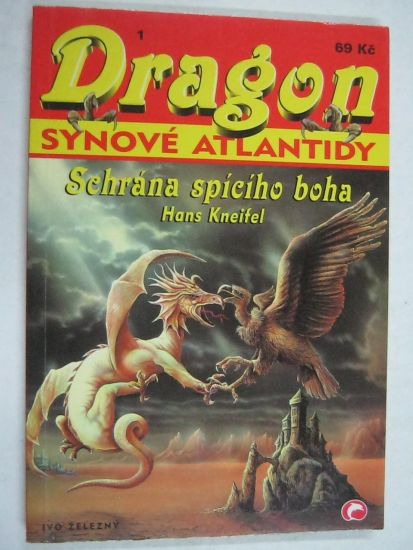 1
69 Kč
Dragon
SYNOVÉ ATLANTIDY
Schrána spícího boha
Hans Kneifel
IVO ŽELEZNÝ